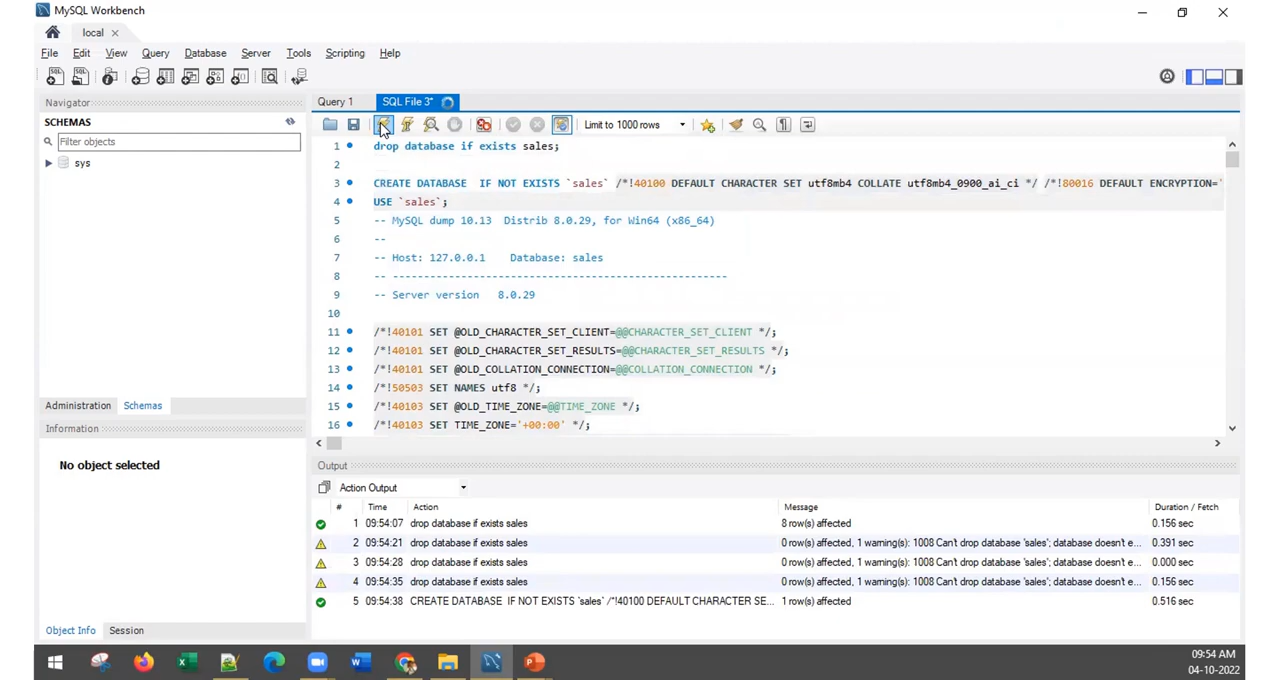 MySQL Workbench
local
File Edit View Query Database Server Tools Scripting Help
Navigator
SCHEMAS
Filter objects
sys
Administration Schemas
Information
No object selected
Object Info Session
Query 1 SQL File 3*
Limit to 1000 rows
1 drop database if exists sales;
2
3 CREATE DATABASE  IF NOT EXISTS `sales` /*!40100 DEFAULT CHARACTER SET utf8mb4 COLLATE utf8mb4_0900_ai_ci */ /*!80016 DEFAULT ENCRYPTION='
4 USE `sales`;
5 -- MySQL dump 10.13  Distrib 8.0.29, for Win64 (x86_64)
6 --
7 -- Host: 127.0.0.1    Database: sales
8 -- ------------------------------------------------------
9 -- Server version	8.0.29
10
11 /*!40101 SET @OLD_CHARACTER_SET_CLIENT=@@CHARACTER_SET_CLIENT */;
12 /*!40101 SET @OLD_CHARACTER_SET_RESULTS=@@CHARACTER_SET_RESULTS */;
13 /*!40101 SET @OLD_COLLATION_CONNECTION=@@COLLATION_CONNECTION */;
14 /*!50503 SET NAMES utf8 */;
15 /*!40103 SET @OLD_TIME_ZONE=@@TIME_ZONE */;
16 /*!40103 SET TIME_ZONE='+00:00' */;
Output
Action Output
# Time Action Message Duration / Fetch
1 09:54:07 drop database if exists sales 8 row(s) affected 0.156 sec
2 09:54:21 drop database if exists sales 0 row(s) affected, 1 warning(s): 1008 Can't drop database 'sales'; database doesn't e... 0.391 sec
3 09:54:28 drop database if exists sales 0 row(s) affected, 1 warning(s): 1008 Can't drop database 'sales'; database doesn't e... 0.000 sec
4 09:54:35 drop database if exists sales 0 row(s) affected, 1 warning(s): 1008 Can't drop database 'sales'; database doesn't e... 0.156 sec
5 09:54:38 CREATE DATABASE  IF NOT EXISTS `sales` /*!40100 DEFAULT CHARACTER SE... 1 row(s) affected 0.516 sec
09:54 AM
04-10-2022